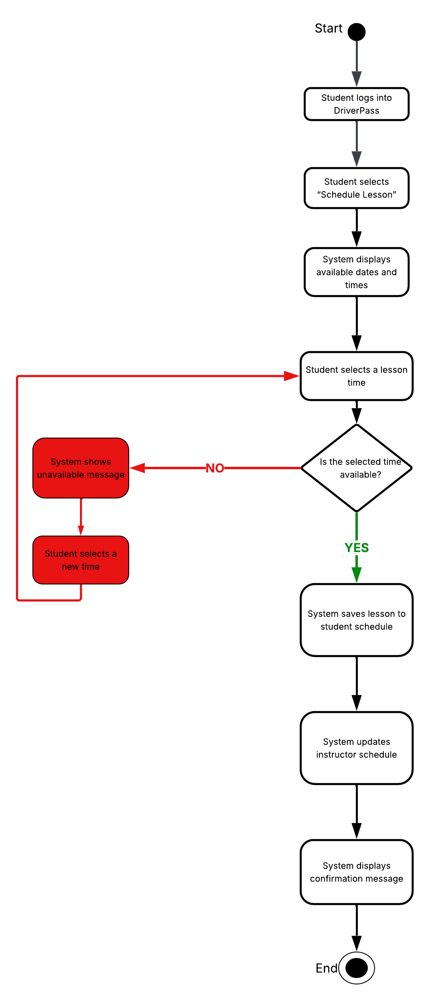 Start
Student logs into
DriverPass
Student selects
“Schedule Lesson”
System displays
available dates and
times
Student selects a lesson
time
Is the selected time
available?
NO
System shows
unavailable message
Student selects a
new time
YES
System saves lesson to
student schedule
System updates
instructor schedule
System displays
confirmation message
End